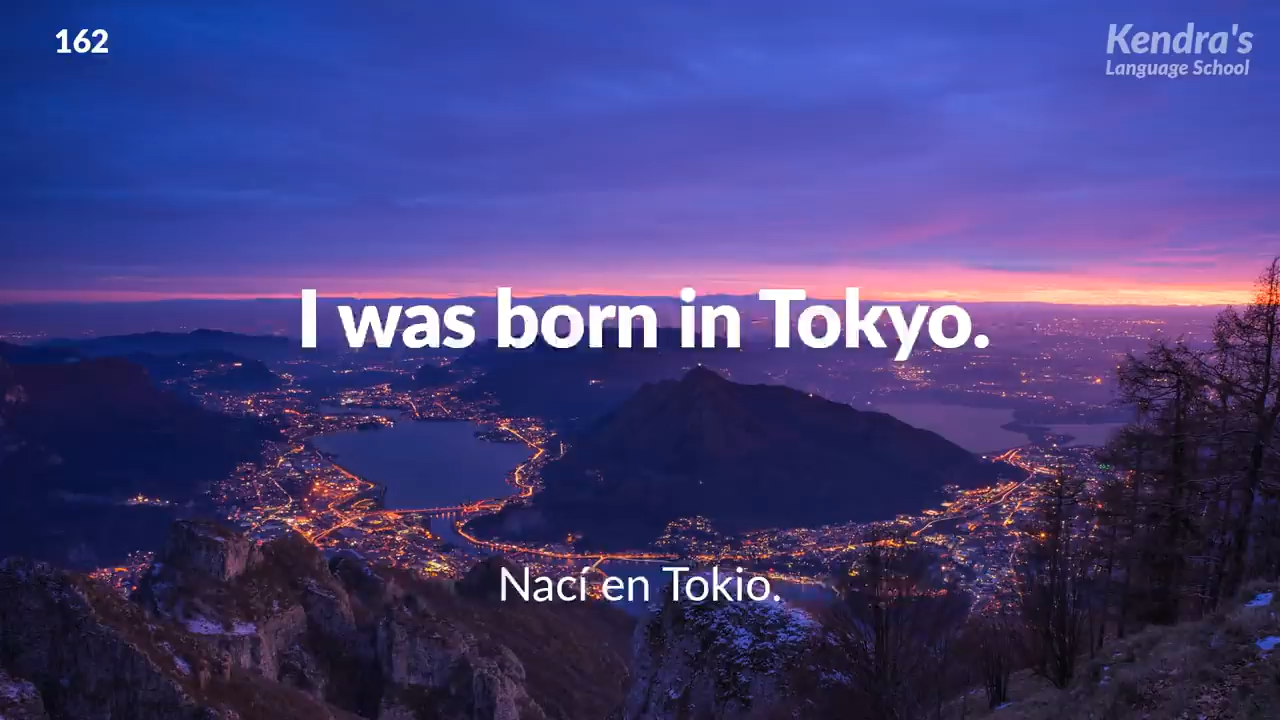 162
Kendra's
Language School
I was born in Tokyo.
Nací en Tokio.